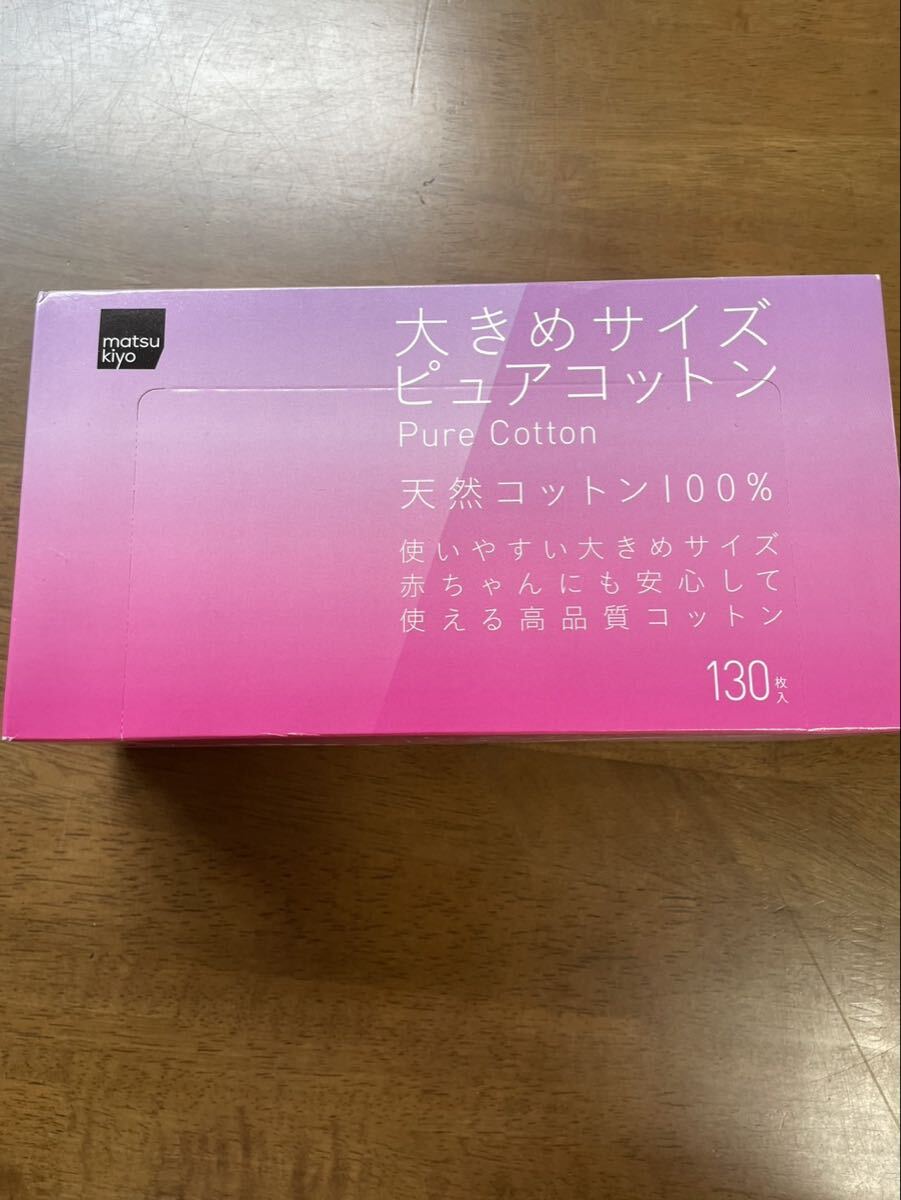 matsu
kiyo
大きめサイズ
ピュアコットン
Pure Cotton
天然コットン100%
使いやすい大きめサイズ
赤ちゃんにも安心して
使える高品質コットン
130枚入